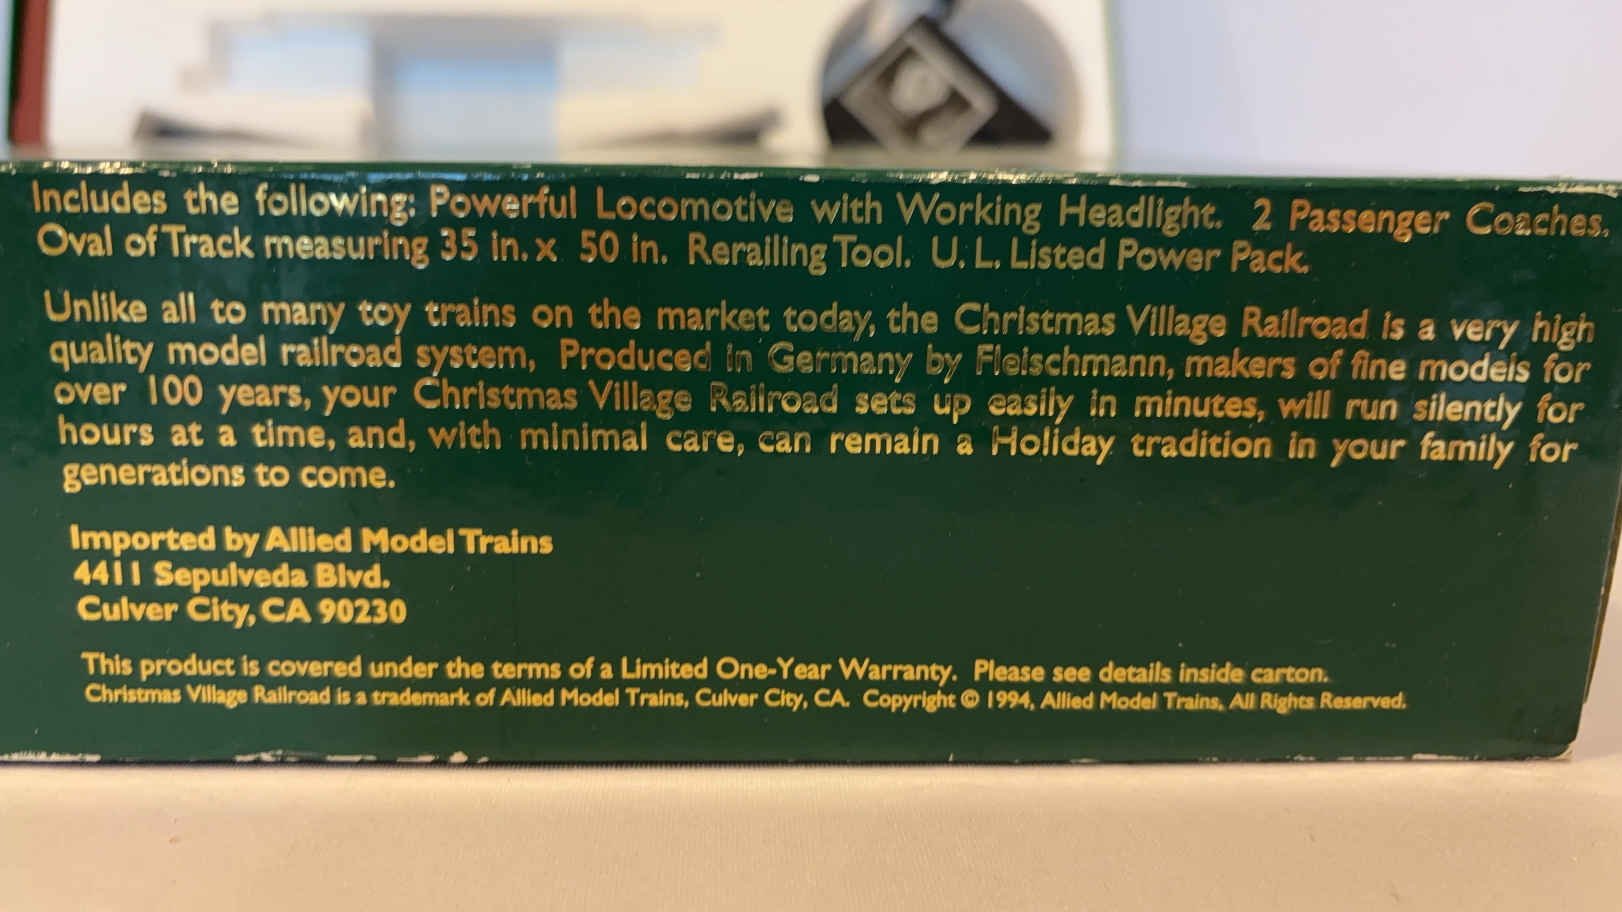 Includes the following: Powerful Locomotive with Working Headlight. 2 Passenger Coaches.
Oval of Track measuring 35 in. x 50 in. Rerailing Tool. U. L. Listed Power Pack.
Unlike all to many toy trains on the market today, the Christmas Village Railroad is a very high
quality model railroad system, Produced in Germany by Fleischmann, makers of fine models for
over 100 years, your Christmas Village Railroad sets up easily in minutes, will run silently for
hours at a time, and, with minimal care, can remain a Holiday tradition in your family for
generations to come.
Imported by Allied Model Trains
4411 Sepulveda Blvd.
Culver City, CA 90230
This product is covered under the terms of a Limited One-Year Warranty. Please see details inside carton.
Christmas Village Railroad is a trademark of Allied Model Trains, Culver City, CA. Copyright © 1994, Allied Model Trains, All Rights Reserved.